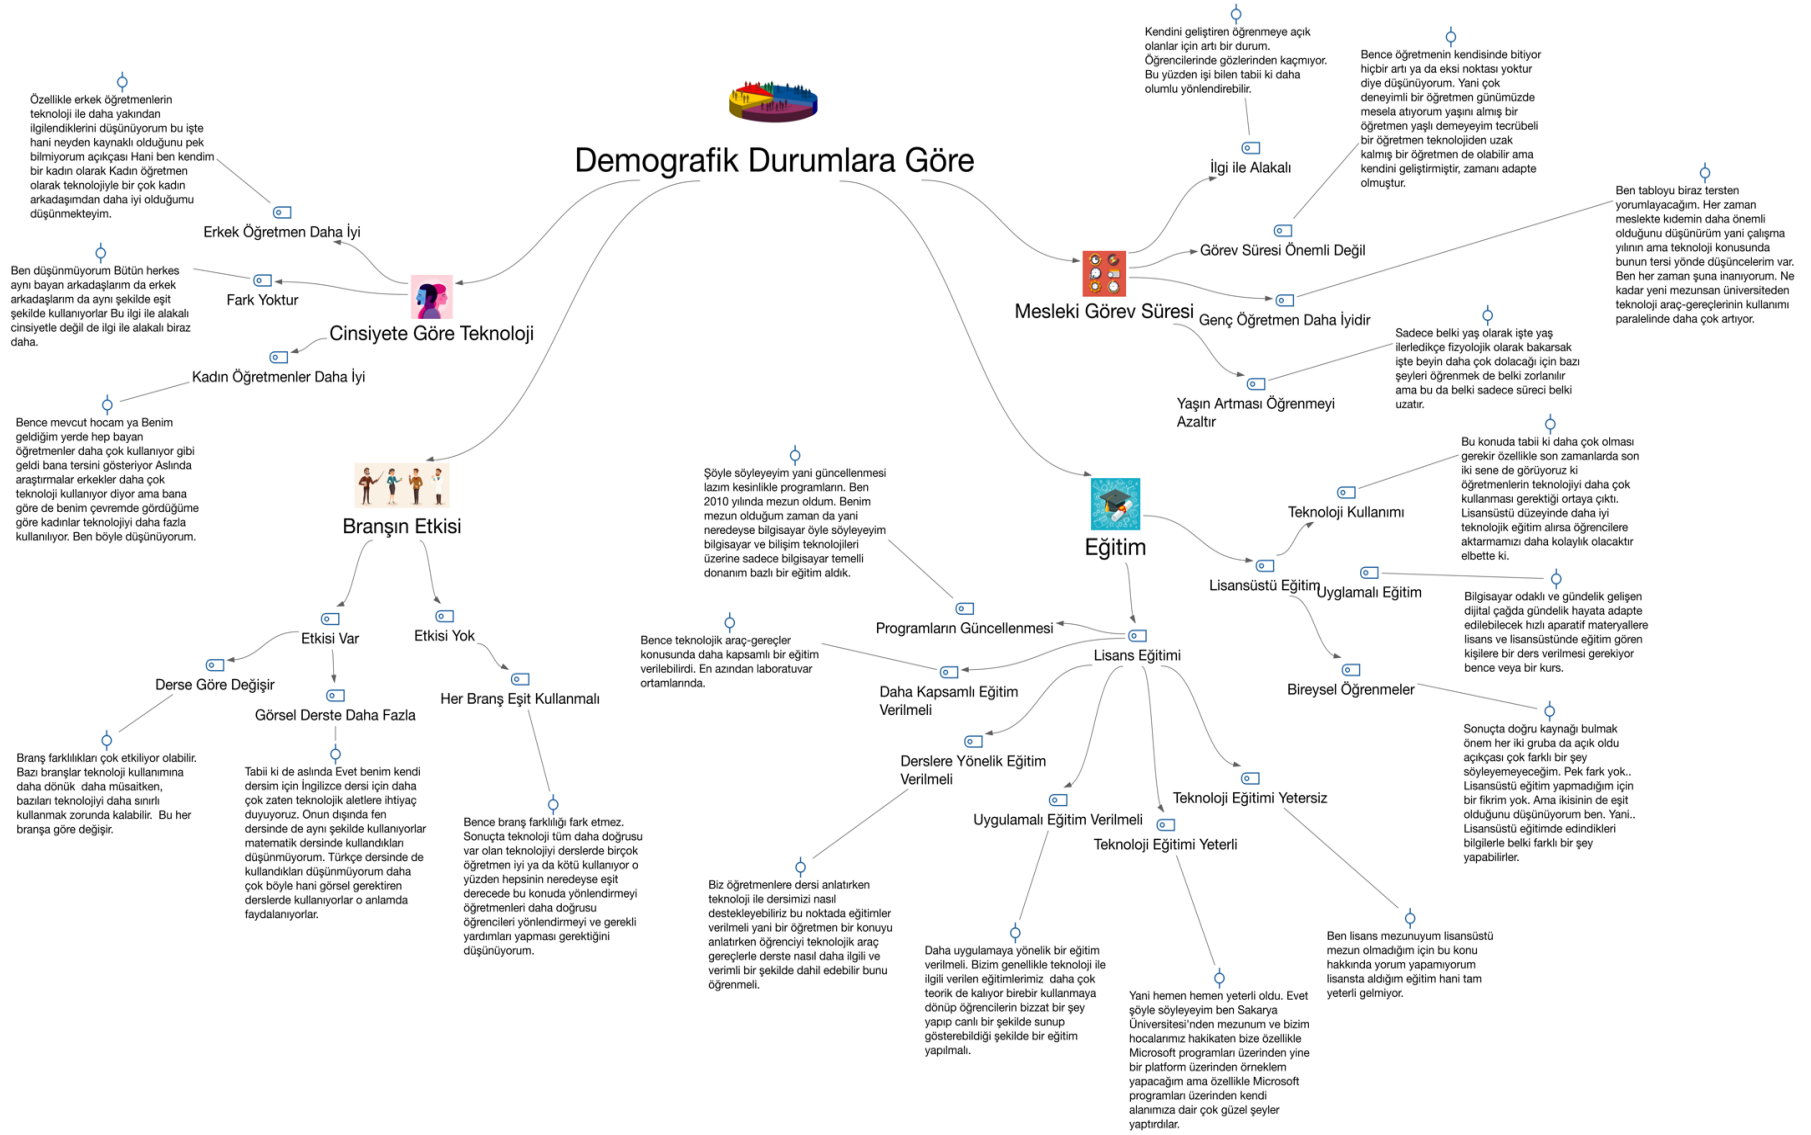 Demografik Durumlara Göre
Özellikle erkek öğretmenlerin
teknoloji ile daha yakından
ilgilendiklerini düşünüyorum bu işte
hani neyden kaynaklı olduğunu pek
bilmiyorum açıkçası Hani ben kendim
bir kadın olarak Kadın öğretmen
olarak teknolojiyle bir çok kadın
arkadaşımdan daha iyi olduğumu
düşünmekteyim.
Erkek Öğretmen Daha İyi
Ben düşünmüyorum Bütün herkes
aynı bayan arkadaşlarım da erkek
arkadaşlarım da aynı şekilde eşit
şekilde kullanıyorlar Bu ilgi ile alakalı
cinsiyetle değil de ilgi ile alakalı biraz
daha.
Fark Yoktur
Cinsiyete Göre Teknoloji
Kadın Öğretmenler Daha İyi
Bence mevcut hocam ya Benim
geldiğim yerde hep bayan
öğretmenler daha çok kullanıyor gibi
geldi bana tersini gösteriyor Aslında
araştırmalar erkekler daha çok
teknoloji kullanıyor diyor ama bana
göre de benim çevremde gördüğüme
göre kadınlar teknolojiyi daha fazla
kullanılıyor. Ben böyle düşünüyorum.
Branşın Etkisi
Etkisi Var
Etkisi Yok
Derse Göre Değişir
Görsel Derste Daha Fazla
Her Branş Eşit Kullanmalı
Branş farklılıkları çok etkiliyor olabilir.
Bazı branşlar teknoloji kullanımına
daha dönük  daha müsaitken,
bazıları teknolojiyi daha sınırlı
kullanmak zorunda kalabilir.  Bu her
branşa göre değişir.
Tabii ki de aslında Evet benim kendi
dersim için İngilizce dersi için daha
çok zaten teknolojik aletlere ihtiyaç
duyuyoruz. Onun dışında fen
dersinde de aynı şekilde kullanıyorlar
matematik dersinde kullandıkları
düşünmüyorum. Türkçe dersinde de
kullandıkları düşünmüyorum daha
çok böyle hani görsel gerektiren
derslerde kullanıyorlar o anlamda
faydalanıyorlar.
Bence branş farklılığı fark etmez.
Sonuçta teknoloji tüm daha doğrusu
var olan teknolojiyi derslerde birçok
öğretmen iyi ya da kötü kullanıyor o
yüzden hepsinin neredeyse eşit
derecede bu konuda yönlendirmeyi
öğretmenleri daha doğrusu
öğrencileri yönlendirmeyi ve gerekli
yardımları yapması gerektiğini
düşünüyorum.
Kendini geliştiren öğrenmeye açık
olanlar için artı bir durum.
Öğrencilerinde gözlerinden kaçmıyor.
Bu yüzden işi bilen tabii ki daha
olumlu yönlendirebilir.
İlgi ile Alakalı
Bence öğretmenin kendisinde bitiyor
hiçbir artı ya da eksi noktası yoktur
diye düşünüyorum. Yani çok
deneyimli bir öğretmen günümüzde
mesela atıyorum yaşını almış bir
öğretmen yaşlı demeyeyim tecrübeli
bir öğretmen teknolojiden uzak
kalmış bir öğretmen de olabilir ama
kendini geliştirmiştir, zamanı adapte
olmuştur.
Görev Süresi Önemli Değil
Mesleki Görev Süresi
Ben tabloyu biraz tersten
yorumlayacağım. Her zaman
meslekte kıdemin daha önemli
olduğunu düşünürüm yani çalışma
yılının ama teknoloji konusunda
bunun tersi yönde düşüncelerim var.
Ben her zaman şuna inanıyorum. Ne
kadar yeni mezunsan üniversiteden
teknoloji araç-gereçlerinin kullanımı
paralelinde daha çok artıyor.
Genç Öğretmen Daha İyidir
Sadece belki yaş olarak işte yaş
ilerledikçe fizyolojik olarak bakarsak
işte beyin daha çok dolacağı için bazı
şeyleri öğrenmek de belki zorlanılır
ama bu da belki sadece süreci belki
uzatır.
Yaşın Artması Öğrenmeyi
Azaltır
Eğitim
Bu konuda tabii ki daha çok olması
gerekir özellikle son zamanlarda son
iki sene de görüyoruz ki
öğretmenlerin teknolojiyi daha çok
kullanması gerektiği ortaya çıktı.
Lisansüstü düzeyinde daha iyi
teknolojik eğitim alırsa öğrencilere
aktarmamızı daha kolaylık olacaktır
elbette ki.
Teknoloji Kullanımı
Lisansüstü Eğitim
Uyglamalı Eğitim
Bilgisayar odaklı ve gündelik gelişen
dijital çağda gündelik hayata adapte
edilebilecek hızlı aparatif materyallere
lisans ve lisansüstünde eğitim gören
kişilere bir ders verilmesi gerekiyor
bence veya bir kurs.
Bireysel Öğrenmeler
Sonuçta doğru kaynağı bulmak
önem her iki gruba da açık oldu
açıkçası çok farklı bir şey
söyleyemeyeceğim. Pek fark yok..
Lisansüstü eğitim yapmadığım için
bir fikrim yok. Ama ikisinin de eşit
olduğunu düşünüyorum ben. Yani..
Lisansüstü eğitimde edindikleri
bilgilerle belki farklı bir şey
yapabilirler.
Lisans Eğitimi
Şöyle söyleyeyim yani güncellenmesi
lazım kesinlikle programların. Ben
2010 yılında mezun oldum. Benim
mezun olduğum zaman da yani
neredeyse bilgisayar öyle söyleyeyim
bilgisayar ve bilişim teknolojileri
üzerine sadece bilgisayar temelli
donanım bazlı bir eğitim aldık.
Programların Güncellenmesi
Bence teknolojik araç-gereçler
konusunda daha kapsamlı bir eğitim
verilebilirdi. En azından laboratuvar
ortamlarında.
Daha Kapsamlı Eğitim
Verilmeli
Derslere Yönelik Eğitim
Verilmeli
Biz öğretmenlere dersi anlatırken
teknoloji ile dersimizi nasıl
destekleyebiliriz bu noktada eğitimler
verilmeli yani bir öğretmen bir konuyu
anlatırken öğrenciyi teknolojik araç
gereçlerle derste nasıl daha ilgili ve
verimli bir şekilde dahil edebilir bunu
öğrenmeli.
Uygulamalı Eğitim Verilmeli
Daha uygulamaya yönelik bir eğitim
verilmeli. Bizim genellikle teknoloji ile
ilgili verilen eğitimlerimiz  daha çok
teorik de kalıyor birebir kullanmaya
dönüp öğrencilerin bizzat bir şey
yapıp canlı bir şekilde sunup
gösterebildiği şekilde bir eğitim
yapılmalı.
Teknoloji Eğitimi Yeterli
Yani hemen hemen yeterli oldu. Evet
şöyle söyleyeyim ben Sakarya
Üniversitesi'nden mezunum ve bizim
hocalarımız hakikaten bize özellikle
Microsoft programları üzerinden yine
bir platform üzerinden örneklem
yapacağım ama özellikle Microsoft
programları üzerinden kendi
alanımıza dair çok güzel şeyler
yaptırdılar.
Teknoloji Eğitimi Yetersiz
Ben lisans mezunuyum lisansüstü
mezun olmadığım için bu konu
hakkında yorum yapamıyorum
lisansta aldığım eğitim hani tam
yeterli gelmiyor.